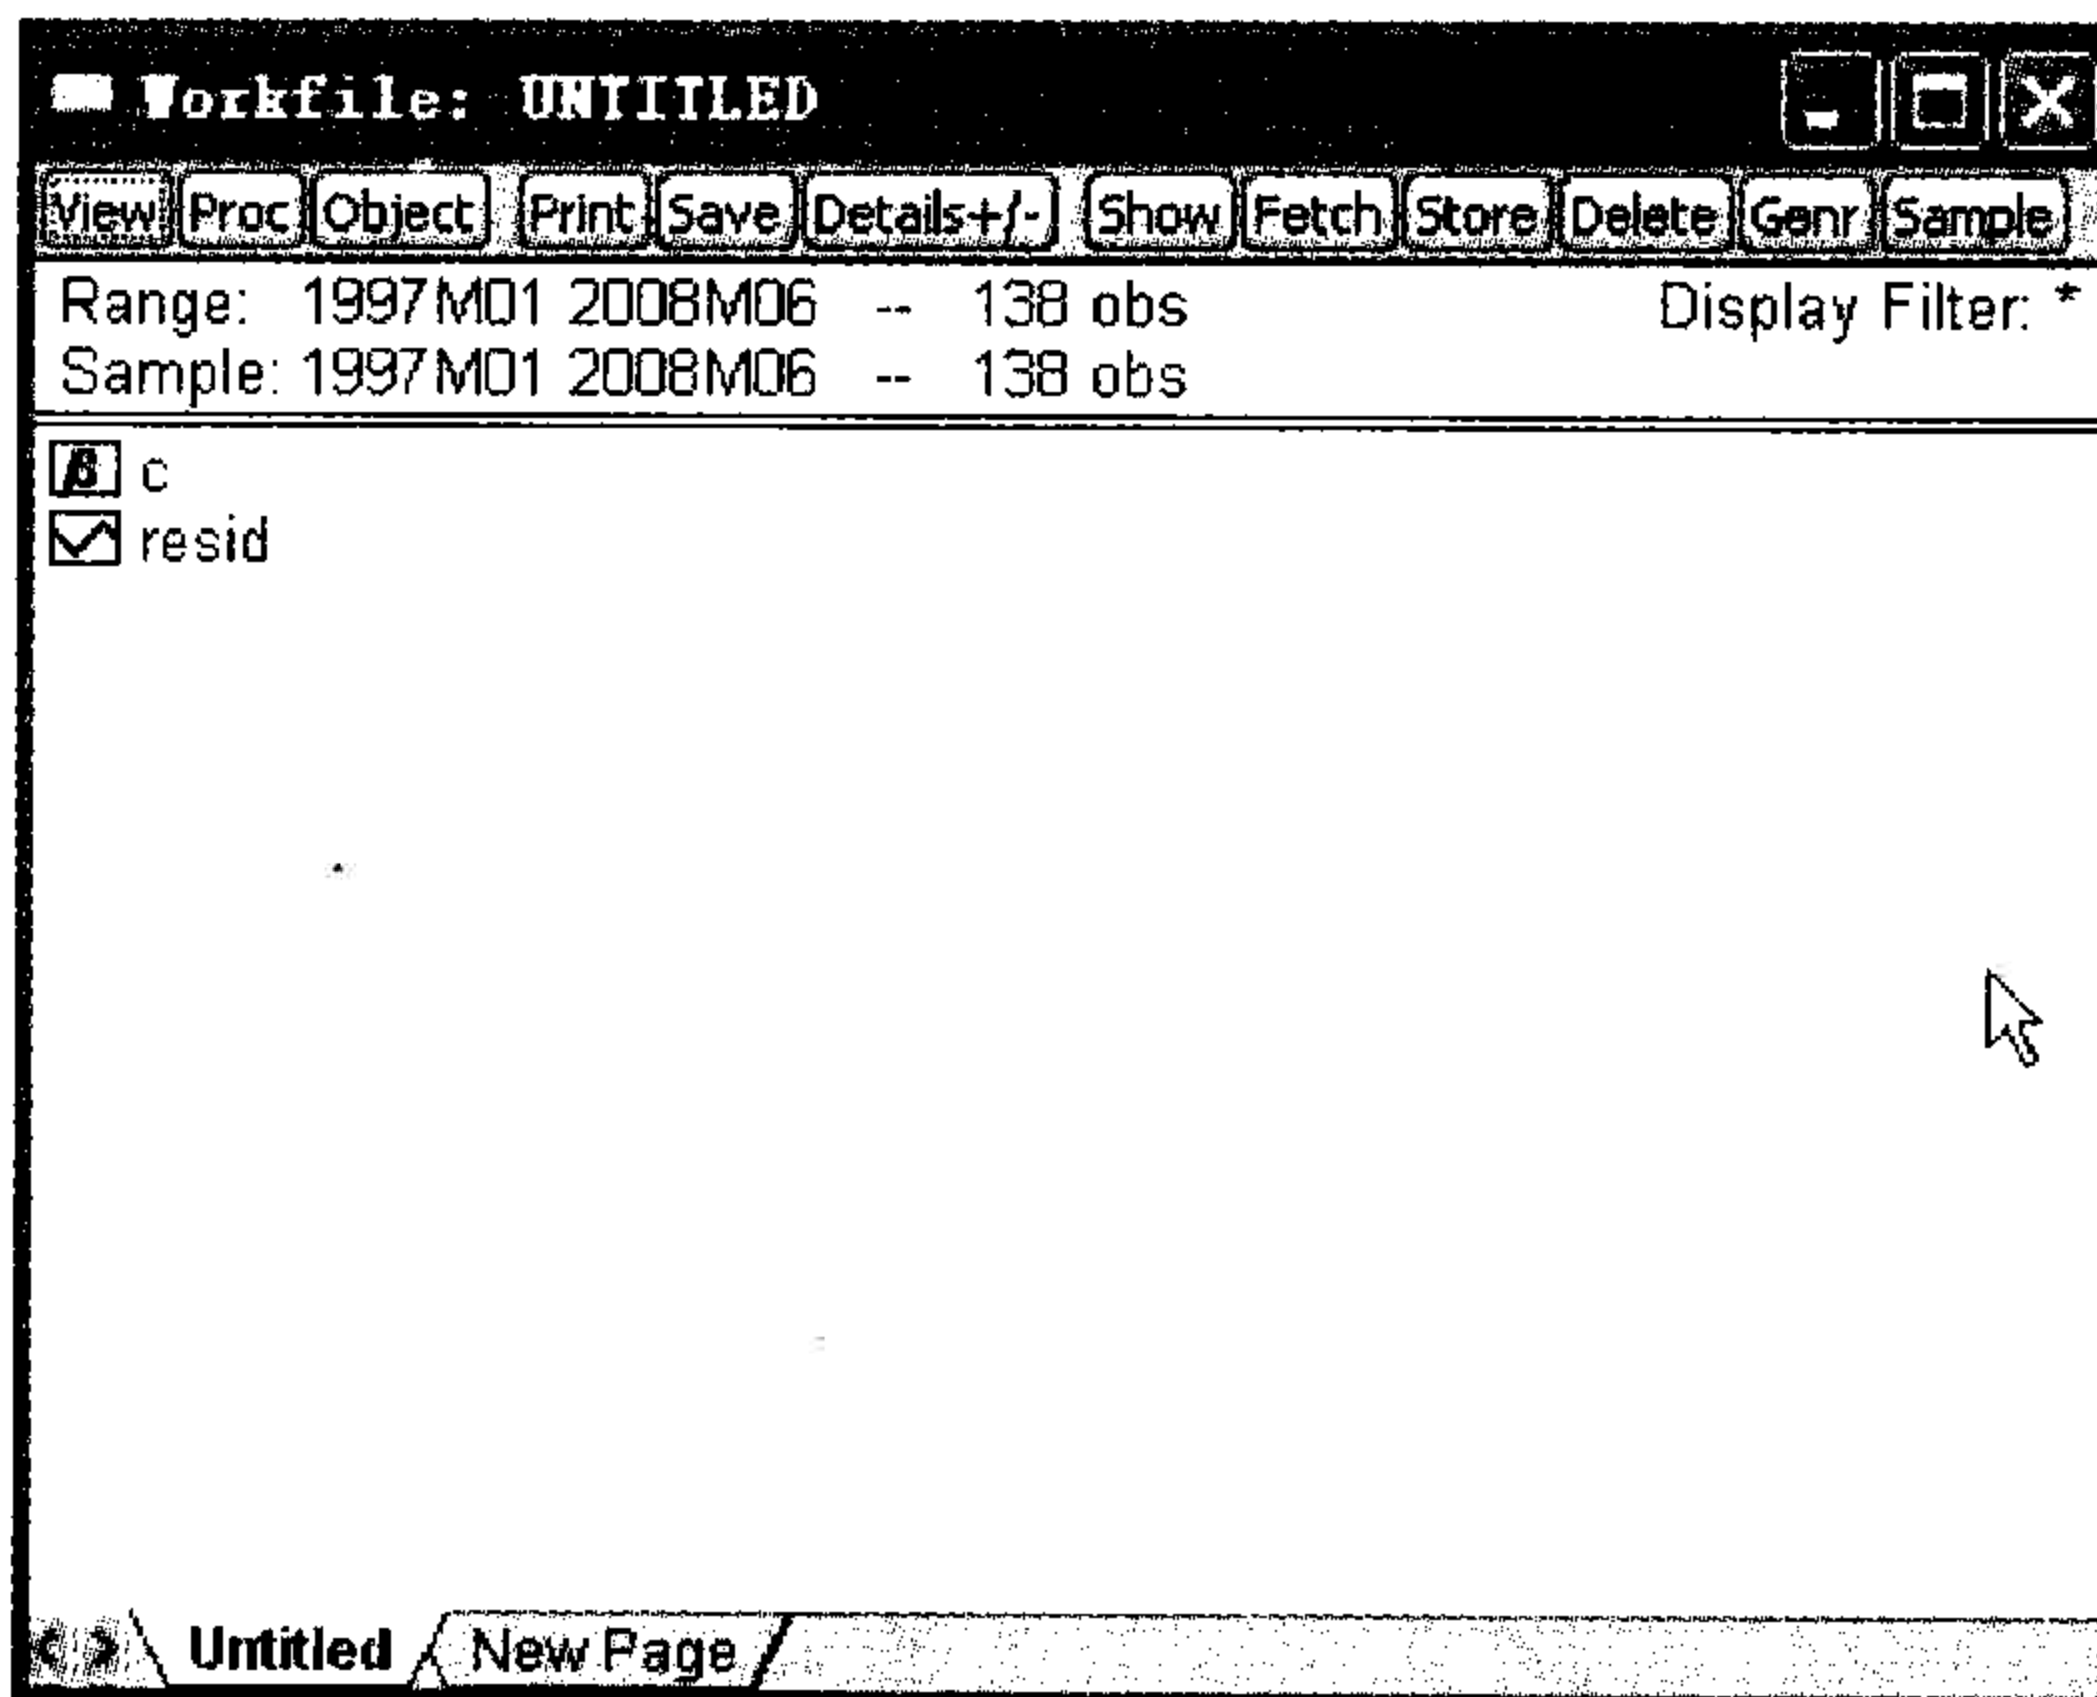 Workfile: UNTITLED
View Proc Object Print Save Details+/- Show Fetch Store Delete Genr Sample
Range: 1997M01 2008M06 -- 138 obs Display Filter: *
Sample: 1997M01 2008M06 -- 138 obs
β c
resid
Untitled New Page